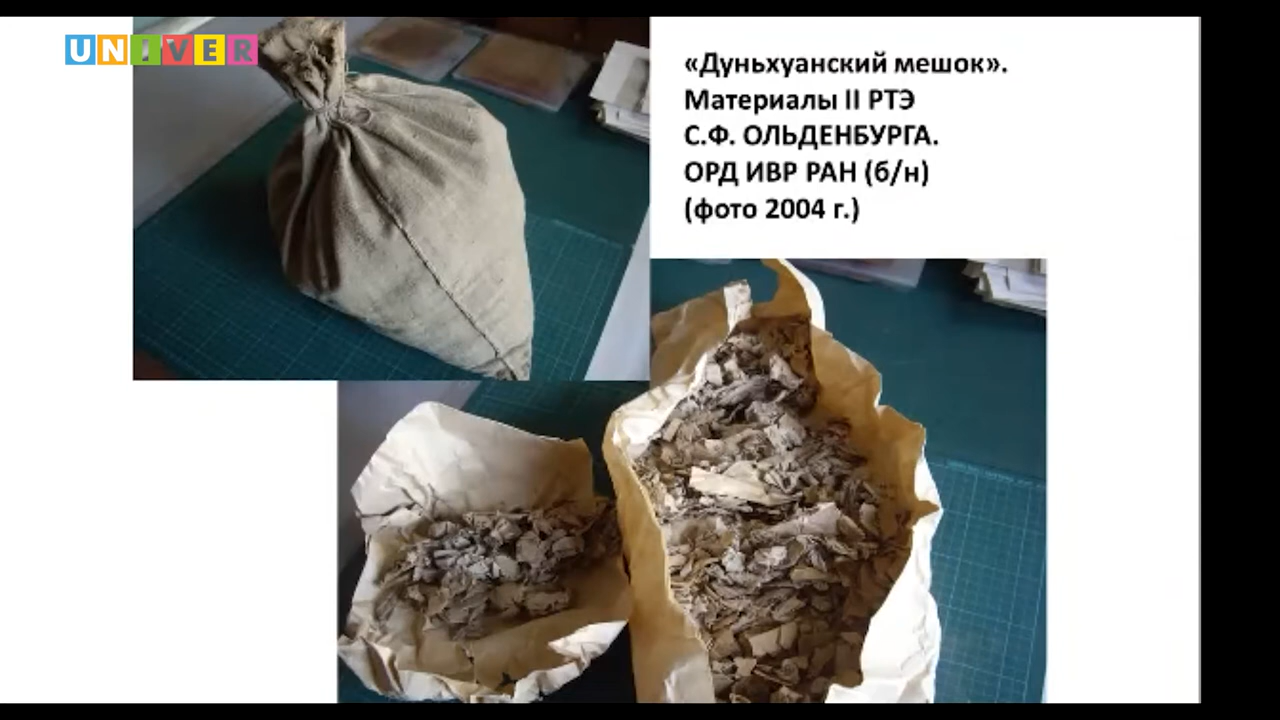 UNIVER
«Дуньхуанский мешок».
Материалы II РТЭ
С.Ф. ОЛЬДЕНБУРГА.
ОРД ИВР РАН (б/н)
(фото 2004 г.)